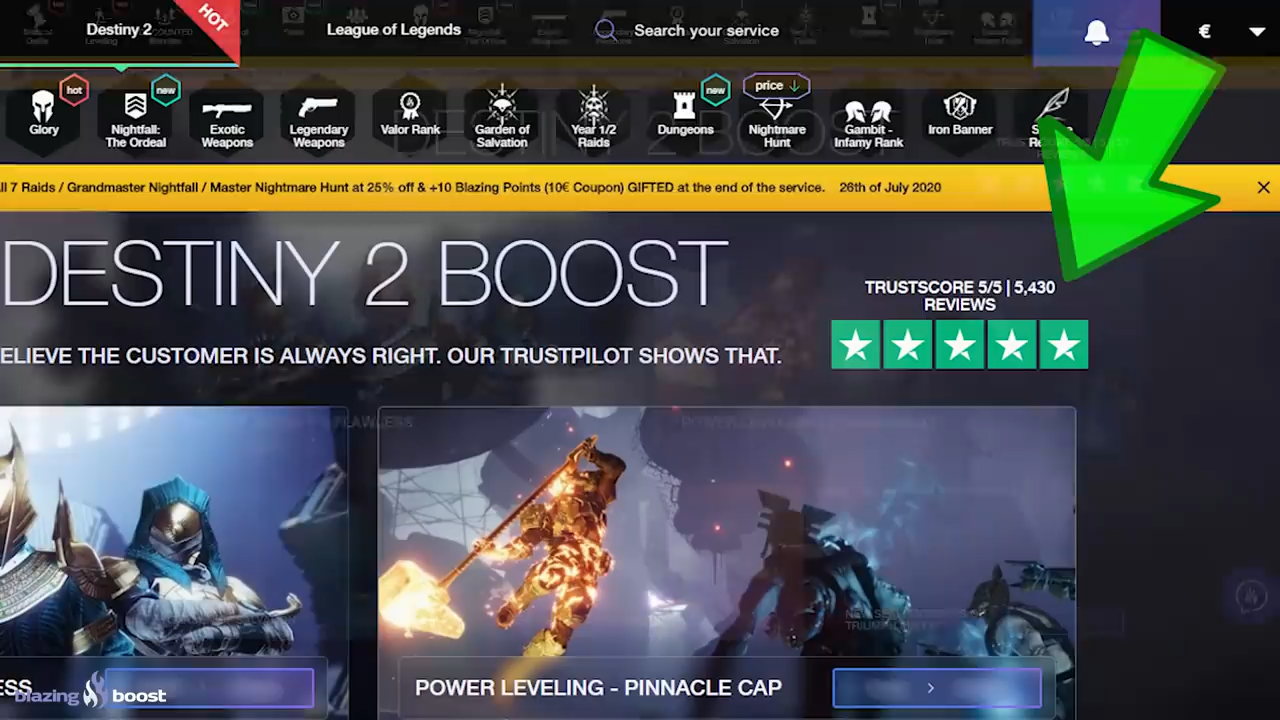 Destiny 2
HOT
League of Legends
Search your service
€
hot
new
new
price ↓
Glory
Nightfall:
The Ordeal
Exotic
Weapons
Legendary
Weapons
Valor Rank
Garden of
Salvation
Year 1/2
Raids
Dungeons
Nightmare
Hunt
Gambit -
Infamy Rank
Iron Banner
ll 7 Raids / Grandmaster Nightfall / Master Nightmare Hunt at 25% off & +10 Blazing Points (10€ Coupon) GIFTED at the end of the service. 26th of July 2020
DESTINY 2 BOOST
DESTINY 2 BOOST
TRUSTSCORE 5/5 | 5,430
REVIEWS
ELIEVE THE CUSTOMER IS ALWAYS RIGHT. OUR TRUSTPILOT SHOWS THAT.
FLAWLESS
POWER LEVELING - PINNACLE CAP
ESS
blazing boost